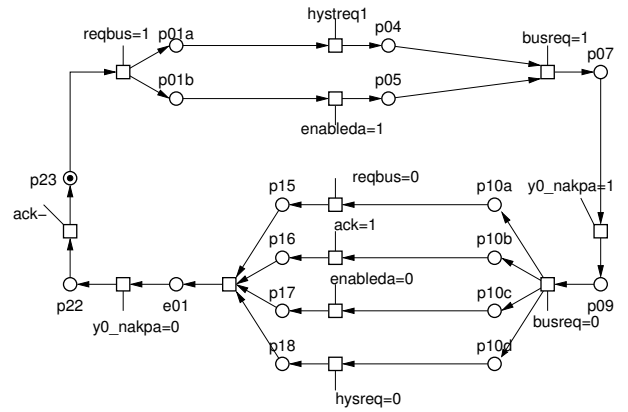 hystreq1
reqbus=1
p01a
p04
busreq=1
p07
p01b
p05
enableda=1
p23
p15
reqbus=0
p10a
y0_nakpa=1
ack–
ack=1
p16
p10b
enableda=0
p17
p10c
p22
e01
p09
y0_nakpa=0
busreq=0
p18
p10d
hysreq=0